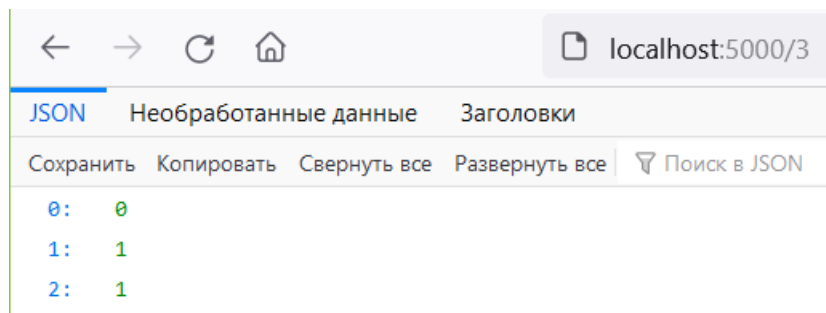 localhost:5000/3
JSON Необработанные данные Заголовки
Сохранить Копировать Свернуть все Развернуть все Поиск в JSON
0: 0
1: 1
2: 1